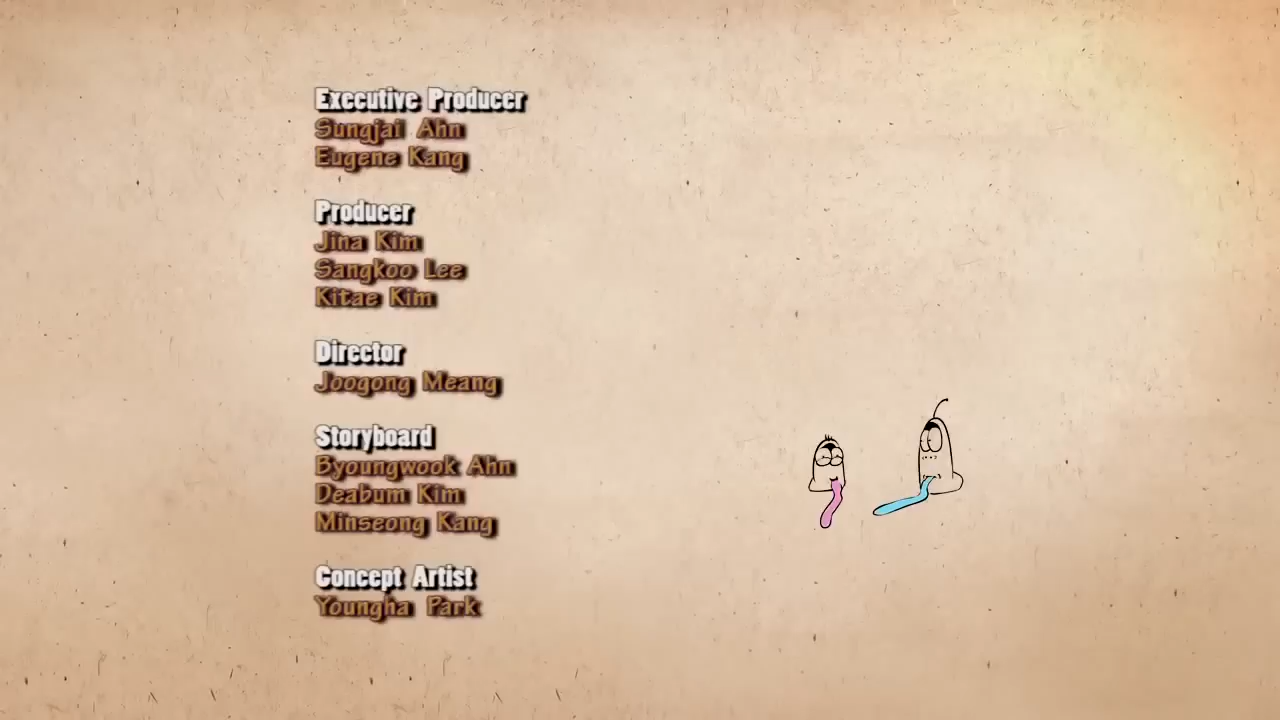 Executive Producer
Sungjai Ahn
Eugene Kang
Producer
Jina Kim
Sangkoo Lee
Kitae Kim
Director
Joogong Meang
Storyboard
Byoungwook Ahn
Deabum Kim
Minseong Kang
Concept Artist
Youngha Park